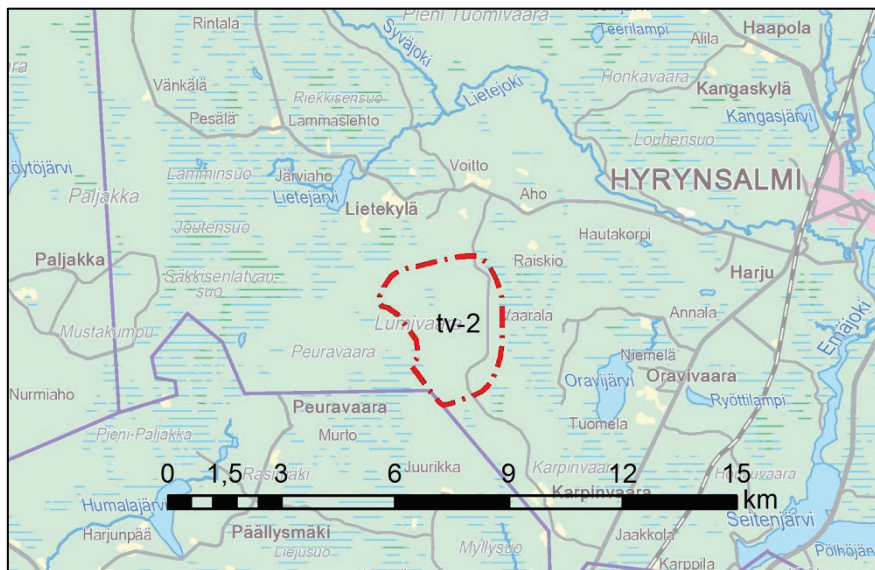 Rintala
Pieni Tuomivaara
Teerilampi
Alila
Haapola
Syväjoki
Honkavaara
Vänkälä
Riekkisensuo
Lietejoki
Kangaskylä
Pesälä
Lammaslehto
Kangasjärvi
Louhensuo
Löytöjärvi
Lamminsuo
Järviaho
Voitto
HYRYNSALMI
Paljakka
Lietejärvi
Lietekylä
Aho
Joutensuo
Hautakorpi
Paljakka
Raiskio
Harju
Säkkisenlatvan-
suo
Mustakumpu
Lumivaara
tv-2
Vaarala
Annala
Emäjoki
Peuravaara
Niemelä
Oravijärvi
Oravivaara
Nurmiaho
Peuravaara
Ryöttilampi
Pieni-Paljakka
Murto
Tuomela
0 1,5 3 6 9 12 15
km
Juurikka
Karpinvaara
Humalajärvi
Karpinvaara
Seitenjärvi
Harjunpää
Päällysmäki
Liejusuo
Myllysuo
Jaakkola
Karppila